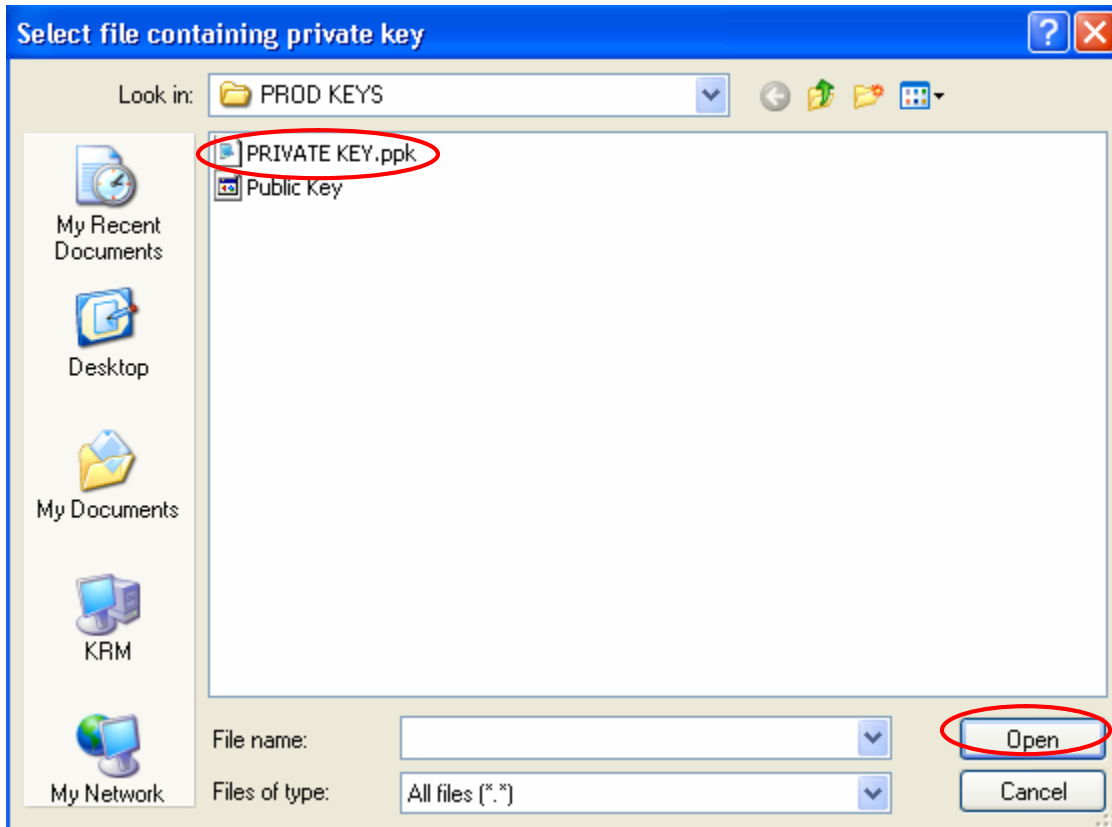 Select file containing private key
Look in: PROD KEYS
PRIVATE KEY.ppk
Public Key
My Recent
Documents
Desktop
My Documents
KRM
My Network
File name:
Open
Files of type: All files (*.*)
Cancel